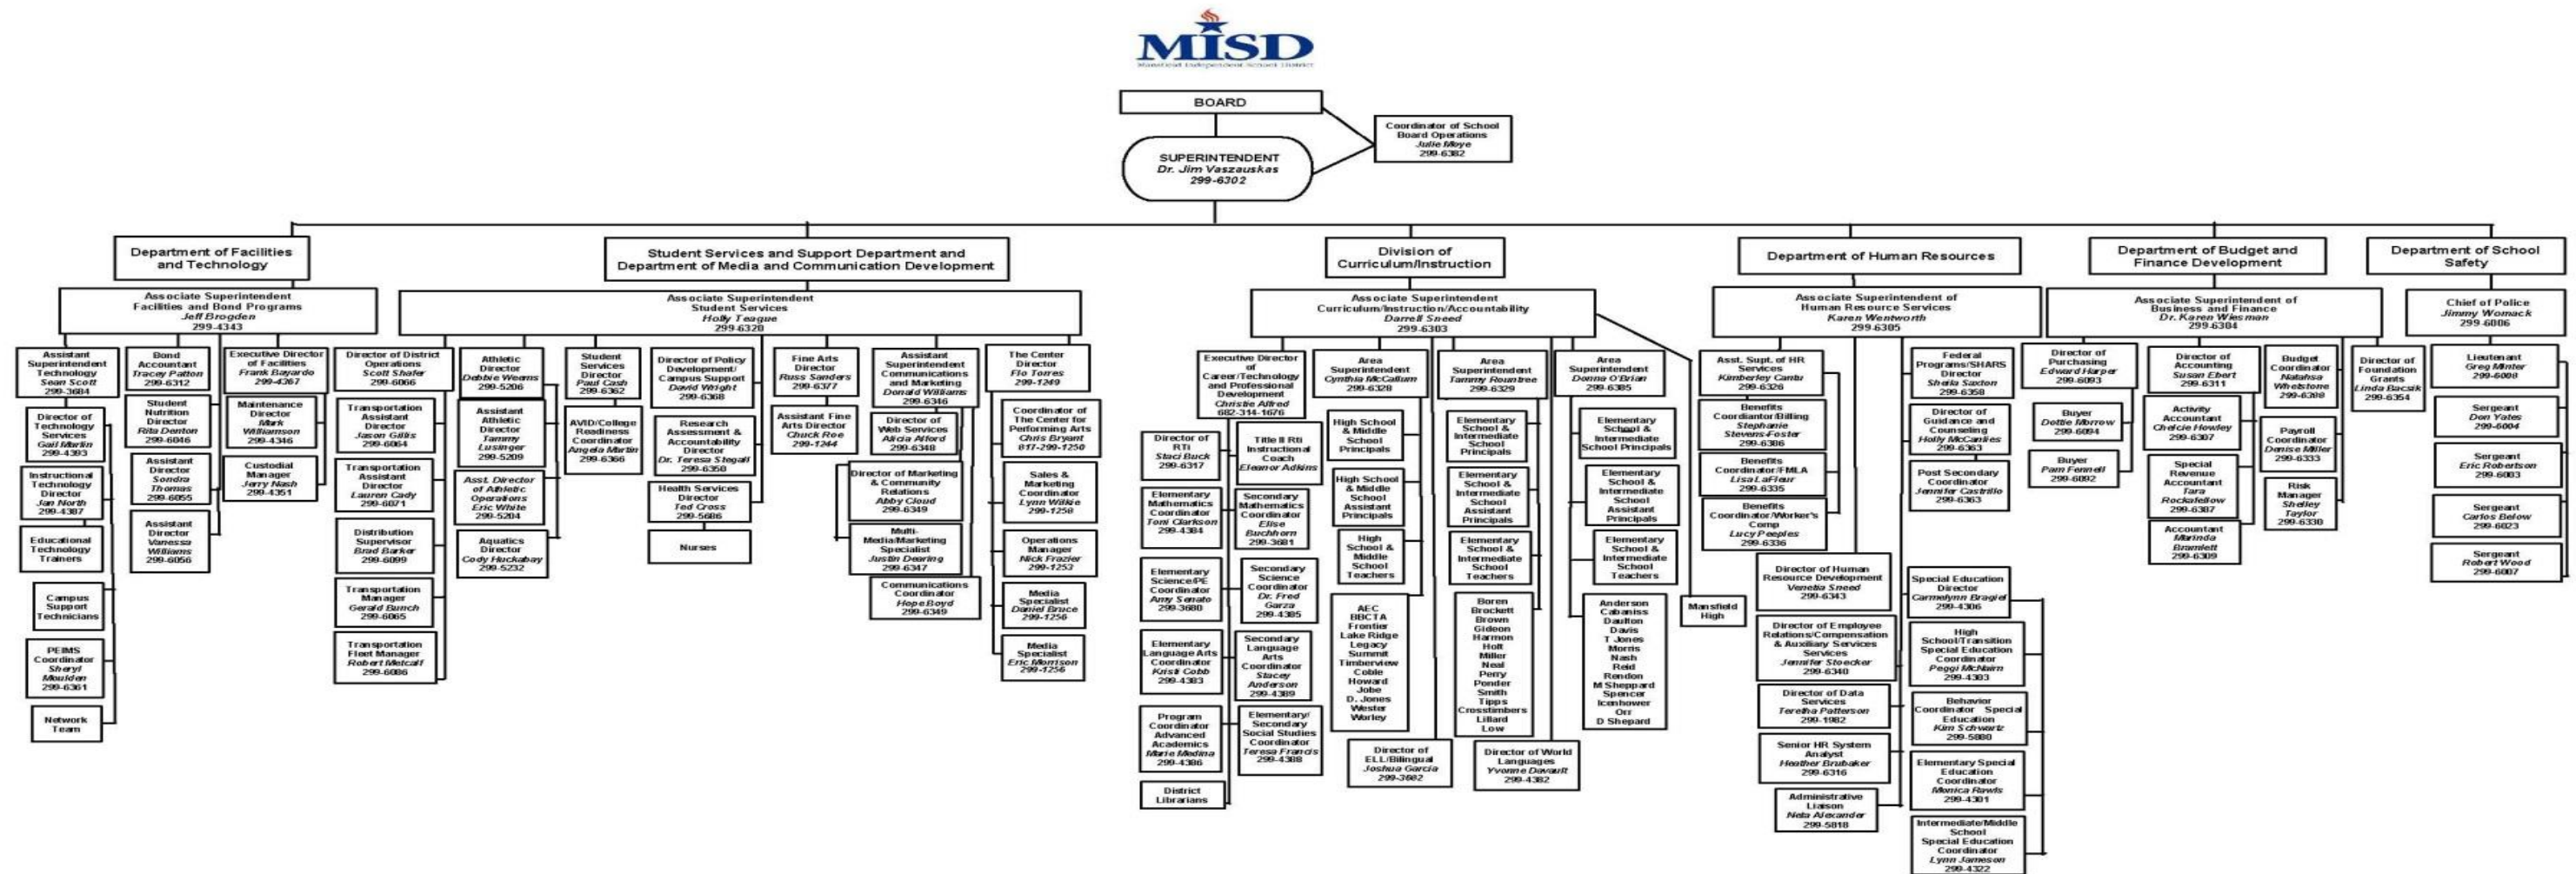 MISD
Mansfield Independent School District
BOARD
Coordinator of School
Board Operations
Julie Moye
299-6382
SUPERINTENDENT
Dr. Jim Vaszauskas
299-6302
Department of Facilities
and Technology
Associate Superintendent
Facilities and Bond Programs
Jeff Brogden
299-4343
Assistant
Superintendent
Technology
Sean Scott
299-3684
Director of
Technology
Services
Gail Martin
299-4393
Instructional
Technology
Director
Jan North
299-4387
Educational
Technology
Trainers
Campus
Support
Technicians
PEIMS
Coordinator
Sheryl
Moulden
299-6361
Network
Team
Bond
Accountant
Tracey Patton
299-6312
Student
Nutrition
Director
Rita Denton
299-6046
Assistant
Director
Sondra
Thomas
299-6055
Assistant
Director
Vanessa
Williams
299-6056
Executive Director
of Facilities
Frank Bayardo
299-4367
Maintenance
Director
Mark
Williamson
299-4346
Custodial
Manager
Jerry Nash
299-4351
Student Services and Support Department and
Department of Media and Communication Development
Associate Superintendent
Student Services
Holly Teague
299-6320
Director of District
Operations
Scott Shafer
299-6066
Transportation
Assistant
Director
Jason Gillis
299-6064
Transportation
Assistant
Director
Lauren Cady
299-6071
Distribution
Supervisor
Brad Barker
299-6099
Transportation
Manager
Gerald Bunch
299-6065
Transportation
Fleet Manager
Robert Metcalf
299-6086
Athletic
Director
Debbie Weems
299-5206
Assistant
Athletic
Director
Tammy
Lusinger
299-5209
Asst. Director
of Athletic
Operations
Eric White
299-5204
Aquatics
Director
Cody Huckabay
299-5232
Student
Services
Director
Paul Cash
299-6362
AVID/College
Readiness
Coordinator
Angela Martin
299-6366
Director of Policy
Development/
Campus Support
David Wright
299-6368
Research
Assessment &
Accountability
Director
Dr. Teresa Stegall
299-6350
Health Services
Director
Ted Cross
299-5686
Nurses
Fine Arts
Director
Russ Sanders
299-6377
Assistant Fine
Arts Director
Chuck Roe
299-1244
Assistant
Superintendent
Communications
and Marketing
Donald Williams
299-6346
Director of
Web Services
Alicia Alford
299-6348
Director of Marketing
& Community
Relations
Abby Cloud
299-6349
Multi-
Media/Marketing
Specialist
Justin Deering
299-6347
Communications
Coordinator
Hope Boyd
299-6349
The Center
Director
Flo Torres
299-1249
Coordinator of
The Center for
Performing Arts
Chris Bryant
817-299-1250
Sales &
Marketing
Coordinator
Lynn Wilkie
299-1258
Operations
Manager
Nick Frazier
299-1253
Media
Specialist
Daniel Bruce
299-1256
Media
Specialist
Eric Morrison
299-1256
Division of
Curriculum/Instruction
Associate Superintendent
Curriculum/Instruction/Accountability
Darrell Sneed
299-6303
Executive Director
of
Career/Technology
and Professional
Development
Christie Alfred
682-314-1676
Director of
RTI
Staci Buck
299-6317
Title II RtI
Instructional
Coach
Eleanor Adkins
Elementary
Mathematics
Coordinator
Toni Clarkson
299-4384
Secondary
Mathematics
Coordinator
Elise
Buchhorn
299-3681
Elementary
Science/PE
Coordinator
Amy Senato
299-3680
Secondary
Science
Coordinator
Dr. Fred
Garza
299-4385
Elementary
Language Arts
Coordinator
Kristi Cobb
299-4383
Secondary
Language
Arts
Coordinator
Stacey
Anderson
299-4389
Program
Coordinator
Advanced
Academics
Marie Medina
299-4386
Elementary/
Secondary
Social Studies
Coordinator
Teresa Francis
299-4388
District
Librarians
Area
Superintendent
Cynthia McCallum
299-6328
High School
& Middle
School
Principals
High School
& Middle
School
Assistant
Principals
High
School &
Middle
School
Teachers
AEC
BBCTA
Frontier
Lake Ridge
Legacy
Summit
Timberview
Coble
Howard
Jobe
D. Jones
Wester
Worley
Director of
ELL/Bilingual
Joshua Garcia
299-3682
Area
Superintendent
Tammy Rountree
299-6329
Elementary
School &
Intermediate
School
Principals
Elementary
School &
Intermediate
School
Assistant
Principals
Elementary
School &
Intermediate
School
Teachers
Boren
Brockett
Brown
Gideon
Harmon
Holt
Miller
Neal
Perry
Ponder
Smith
Tipps
Crosstimbers
Lillard
Low
Director of World
Languages
Yvonne Davault
299-4382
Area
Superintendent
Donna O'Brian
299-6385
Elementary
School &
Intermediate
School Principals
Elementary
School &
Intermediate
School
Assistant
Principals
Elementary
School &
Intermediate
School
Teachers
Anderson
Cabaniss
Daulton
Davis
T Jones
Morris
Nash
Reid
Rendon
M Sheppard
Spencer
Icenhower
Orr
D Shepard
Mansfield
High
Department of Human Resources
Associate Superintendent of
Human Resource Services
Karen Wentworth
299-6305
Asst. Supt. of HR
Services
Kimberley Cantu
299-6326
Benefits
Coordiantor/Billing
Stephanie
Stevens-Foster
299-6386
Benefits
Coordinator/FMLA
Lisa LaFleur
299-6335
Benefits
Coordinator/Worker's
Comp
Lucy Peeples
299-6336
Director of Human
Resource Development
Venetia Sneed
299-6343
Director of Employee
Relations/Compensation
& Auxiliary Services
Services
Jennifer Stoecker
299-6340
Director of Data
Services
Teretha Patterson
299-1982
Senior HR System
Analyst
Heather Brubaker
299-6316
Administrative
Liaison
Neta Alexander
299-5818
Federal
Programs/SHARS
Director
Sheila Saxton
299-6358
Director of
Guidance and
Counseling
Holly McCanlies
299-6363
Post Secondary
Coordinator
Jennifer Castrillo
299-6363
Special Education
Director
Carmelynn Bragiel
299-4306
High
School/Transition
Special Education
Coordinator
Peggi McNairn
299-4303
Behavior
Coordinator Special
Education
Kim Schwartz
299-5880
Elementary Special
Education
Coordinator
Monica Rawls
299-4301
Intermediate/Middle
School
Special Education
Coordinator
Lynn Jameson
299-4322
Department of Budget and
Finance Development
Associate Superintendent of
Business and Finance
Dr. Karen Wiesman
299-6304
Director of
Purchasing
Edward Harper
299-6093
Buyer
Dottie Morrow
299-6094
Buyer
Pam Fennell
299-6092
Director of
Accounting
Susan Ebert
299-6311
Activity
Accountant
Chelcie Howley
299-6307
Special
Revenue
Accountant
Tara
Rockafellow
299-6387
Accountant
Marinda
Bramlett
299-6309
Budget
Coordinator
Natahsa
Whetstone
299-6308
Payroll
Coordinator
Denise Miller
299-6333
Risk
Manager
Shelley
Taylor
299-6330
Director of
Foundation
Grants
Linda Bacsik
299-6354
Department of School
Safety
Chief of Police
Jimmy Womack
299-6006
Lieutenant
Greg Minter
299-6008
Sergeant
Don Yates
299-6004
Sergeant
Eric Robertson
299-6003
Sergeant
Carlos Below
299-6023
Sergeant
Robert Wood
299-6007